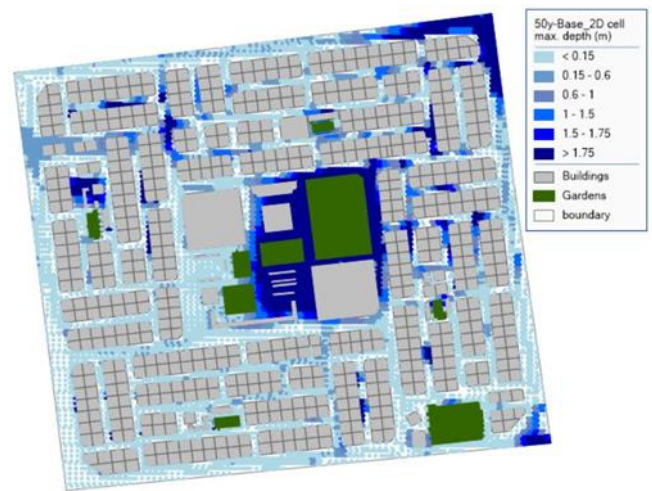 50y-Base_2D cell
max. depth (m)
< 0.15
0.15 - 0.6
0.6 - 1
1 - 1.5
1.5 - 1.75
> 1.75
Buildings
Gardens
boundary